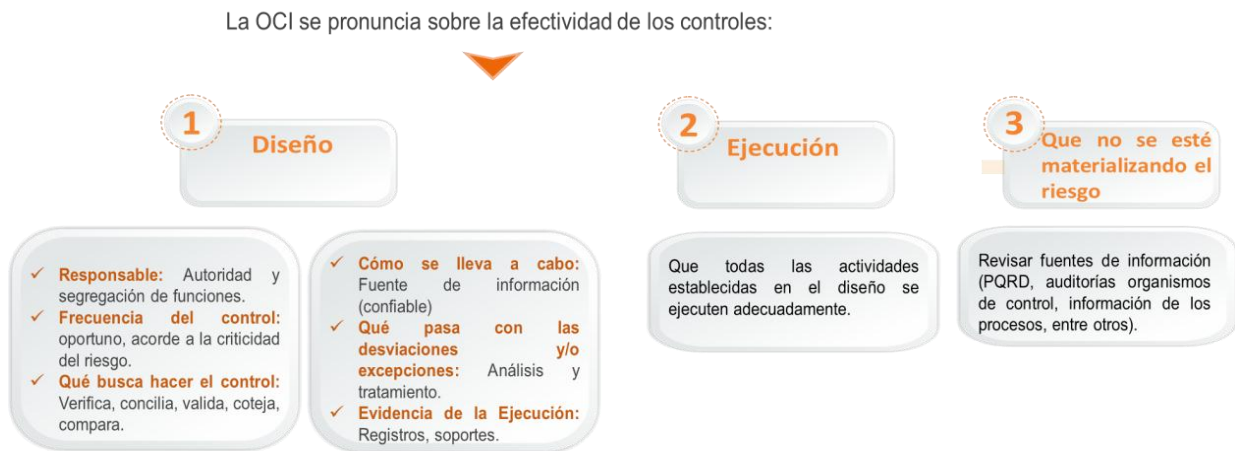 La OCI se pronuncia sobre la efectividad de los controles:
1
Diseño
✓ Responsable: Autoridad y
segregación de funciones.
✓ Frecuencia del control:
oportuno, acorde a la criticidad
del riesgo.
✓ Qué busca hacer el control:
Verifica, concilia, valida, coteja,
compara.
✓ Cómo se lleva a cabo:
Fuente de información
(confiable)
✓ Qué pasa con las
desviaciones y/o
excepciones: Análisis y
tratamiento.
✓ Evidencia de la Ejecución:
Registros, soportes.
2
Ejecución
Que todas las actividades
establecidas en el diseño se
ejecuten adecuadamente.
3
Que no se esté
materializando el
riesgo
Revisar fuentes de información
(PQRD, auditorías organismos
de control, información de los
procesos, entre otros).